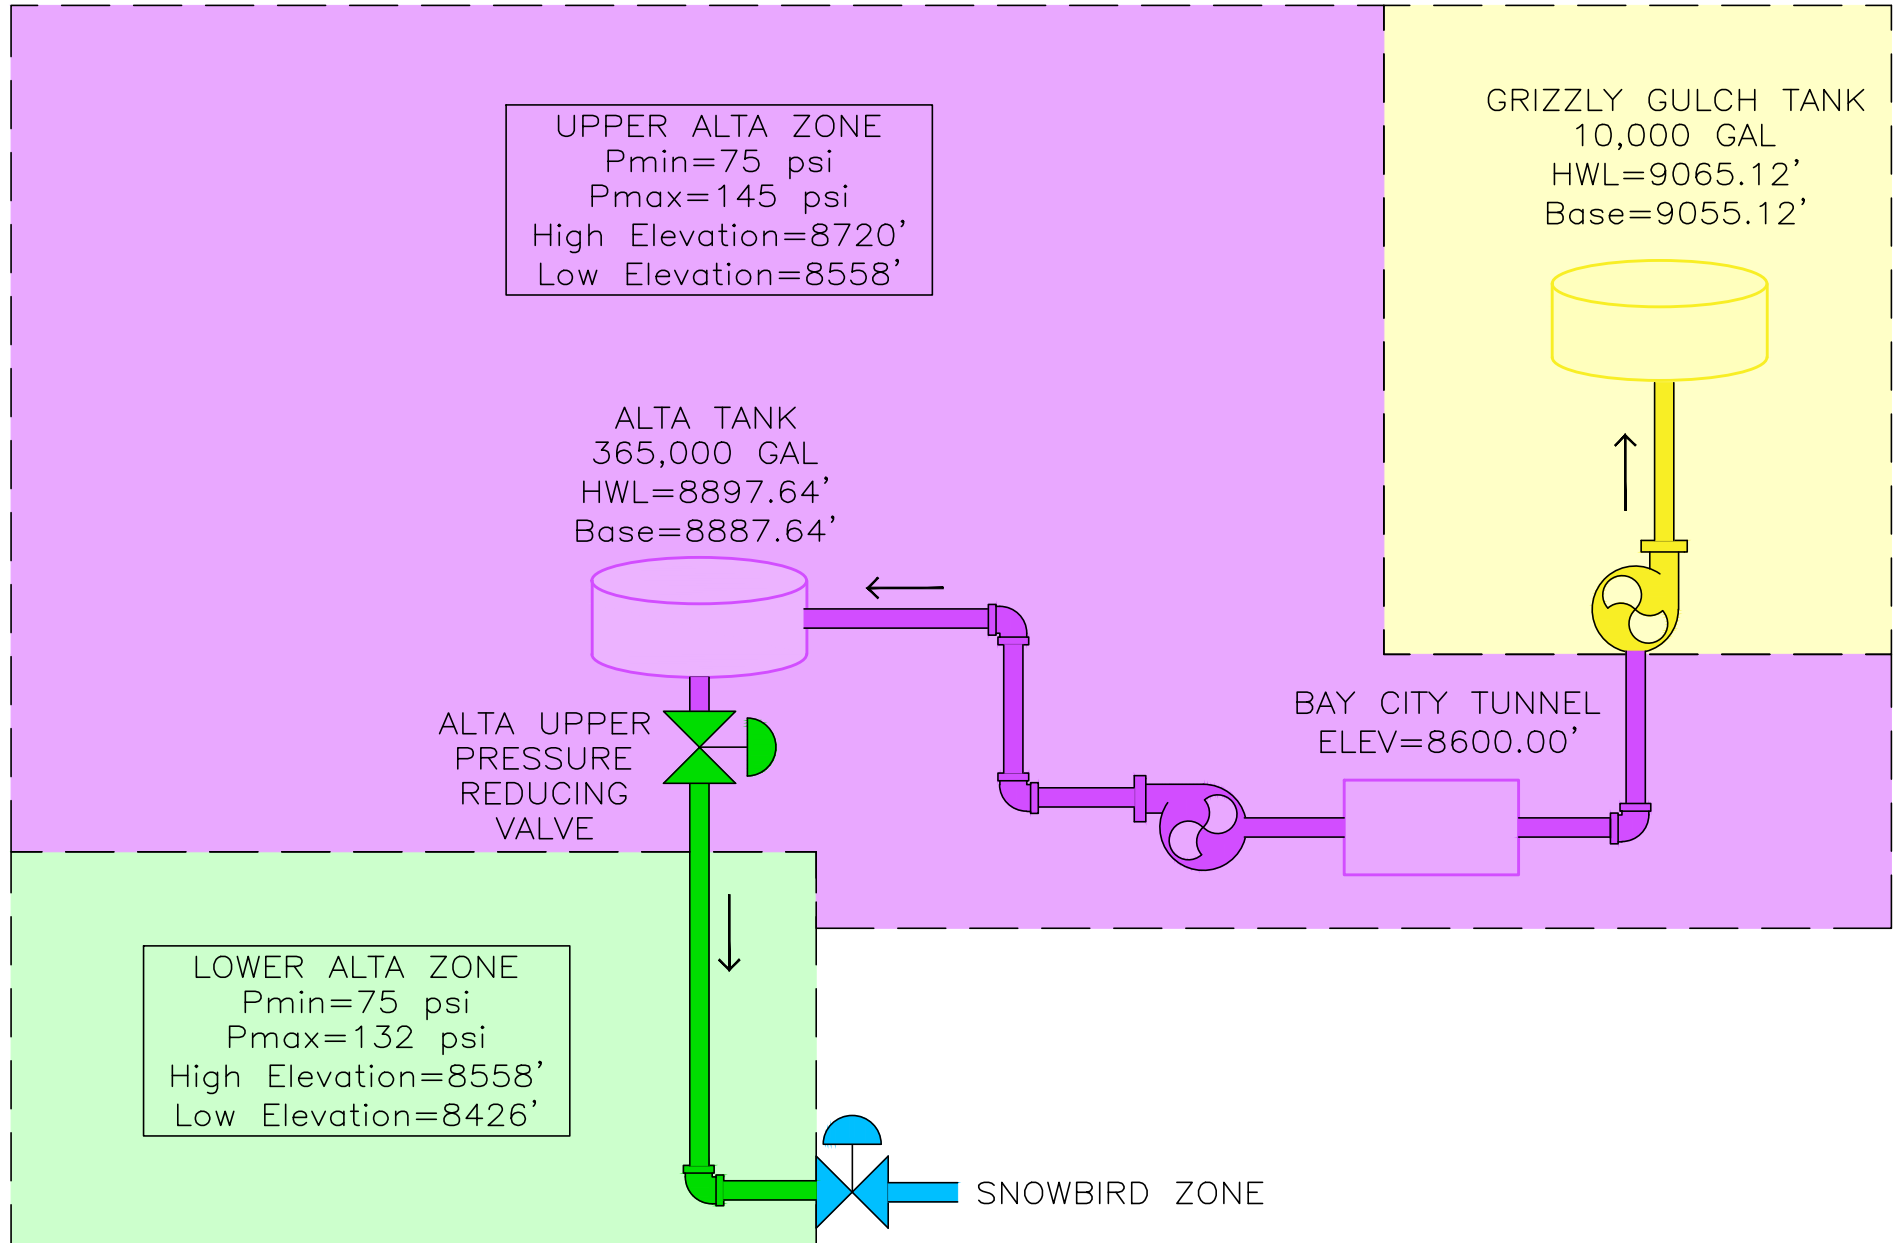 UPPER ALTA ZONE
Pmin=75 psi
Pmax=145 psi
High Elevation=8720'
Low Elevation=8558'
GRIZZLY GULCH TANK
10,000 GAL
HWL=9065.12'
Base=9055.12'
ALTA TANK
365,000 GAL
HWL=8897.64'
Base=8887.64'
ALTA UPPER
PRESSURE
REDUCING
VALVE
BAY CITY TUNNEL
ELEV=8600.00'
LOWER ALTA ZONE
Pmin=75 psi
Pmax=132 psi
High Elevation=8558'
Low Elevation=8426'
SNOWBIRD ZONE